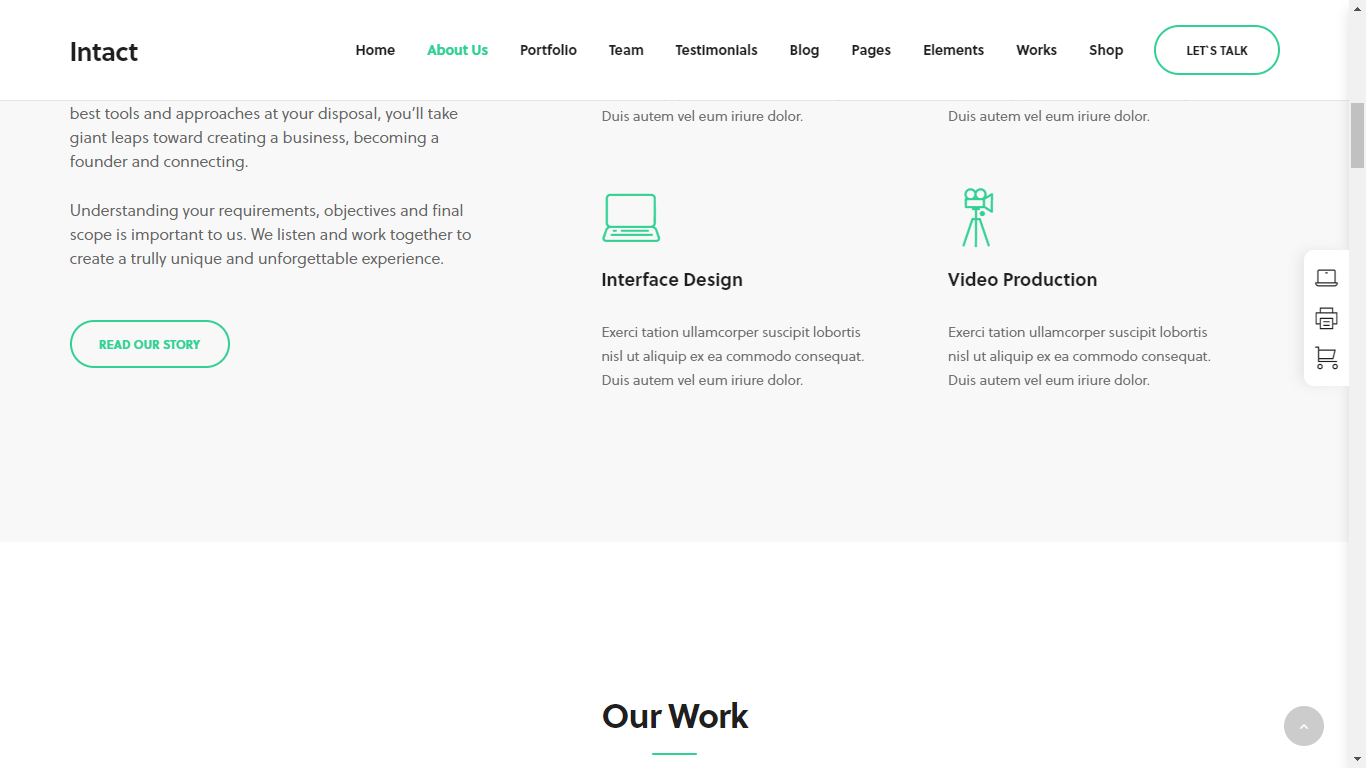 Intact
Home
About Us
Portfolio
Team
Testimonials
Blog
Pages
Elements
Works
Shop
LET`S TALK
best tools and approaches at your disposal, you’ll take
giant leaps toward creating a business, becoming a
founder and connecting.
Understanding your requirements, objectives and final
scope is important to us. We listen and work together to
create a trully unique and unforgettable experience.
READ OUR STORY
Duis autem vel eum iriure dolor.
Duis autem vel eum iriure dolor.
Interface Design
Exerci tation ullamcorper suscipit lobortis
nisl ut aliquip ex ea commodo consequat.
Duis autem vel eum iriure dolor.
Video Production
Exerci tation ullamcorper suscipit lobortis
nisl ut aliquip ex ea commodo consequat.
Duis autem vel eum iriure dolor.
Our Work